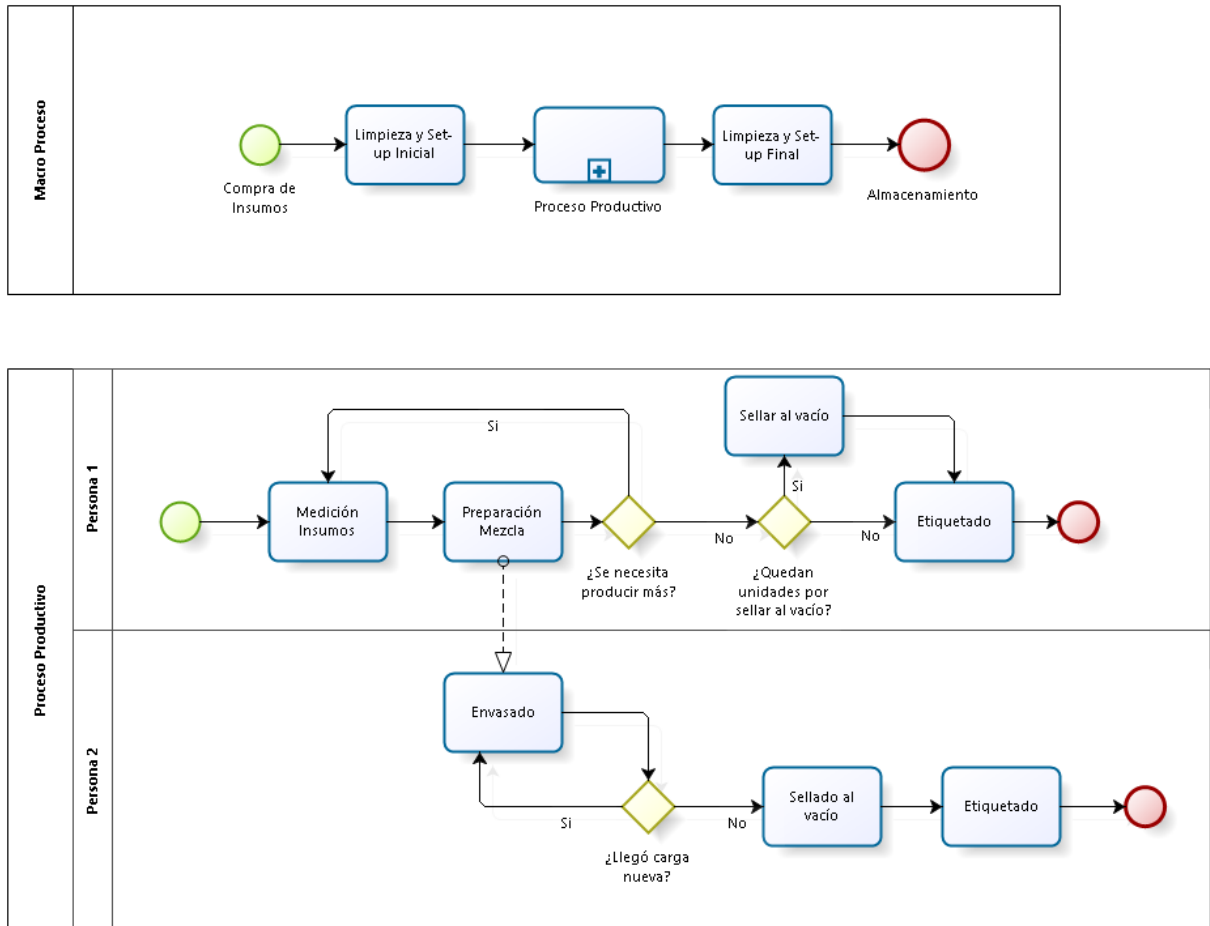 Macro Proceso
Compra de
Insumos
Limpieza y Set-
up Inicial
Proceso Productivo
Limpieza y Set-
up Final
Almacenamiento
Proceso Productivo
Persona 1
Medición
Insumos
Preparación
Mezcla
Si
¿Se necesita
producir más?
No
Sellar al vacío
Si
¿Quedan
unidades por
sellar al vacío?
No
Etiquetado
Persona 2
Envasado
Si
¿Llegó carga
nueva?
No
Sellado al
vacío
Etiquetado